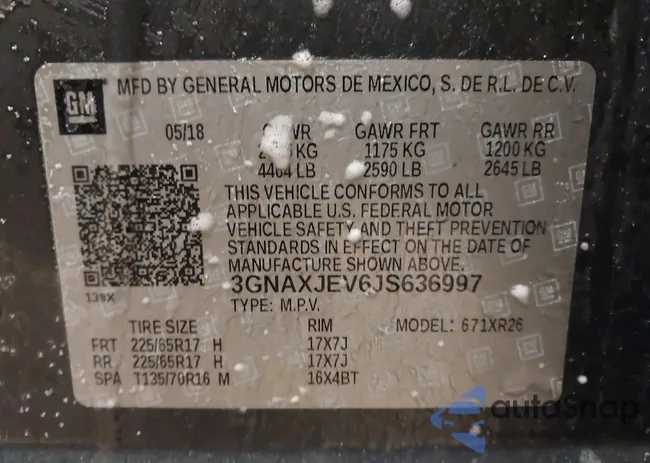 GM
MFD BY GENERAL MOTORS DE MEXICO, S. DE R.L. DE C.V.
05/18 GVWR GAWR FRT GAWR RR
KG 1175 KG 1200 KG
4464 LB 2590 LB 2645 LB
THIS VEHICLE CONFORMS TO ALL
APPLICABLE U.S. FEDERAL MOTOR
VEHICLE SAFETY AND THEFT PREVENTION
STANDARDS IN EFFECT ON THE DATE OF
MANUFACTURE SHOWN ABOVE.
139X
3GNAXJEV6JS636997
TYPE: M.P.V.
TIRE SIZE RIM MODEL: 671XR26
FRT 225/65R17 H 17X7J
RR 225/65R17 H 17X7J
SPA T135/70R16 M 16X4BT
autoSnap